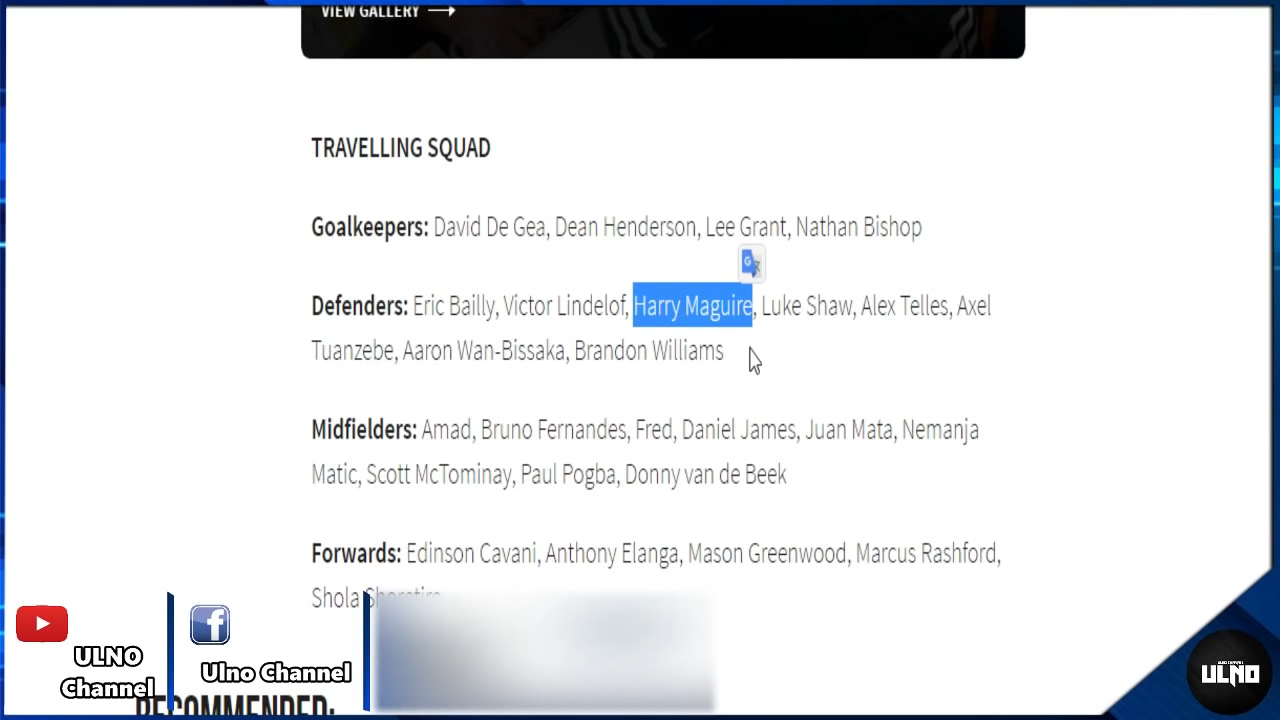 VIEW GALLERY
TRAVELLING SQUAD
Goalkeepers: David De Gea, Dean Henderson, Lee Grant, Nathan Bishop
Defenders: Eric Bailly, Victor Lindelof, Harry Maguire, Luke Shaw, Alex Telles, Axel
Tuanzebe, Aaron Wan-Bissaka, Brandon Williams
Midfielders: Amad, Bruno Fernandes, Fred, Daniel James, Juan Mata, Nemanja
Matic, Scott McTominay, Paul Pogba, Donny van de Beek
Forwards: Edinson Cavani, Anthony Elanga, Mason Greenwood, Marcus Rashford,
Shola Shoretire
ULNO
Channel
Ulno Channel
RECOMMENDED:
ULNO